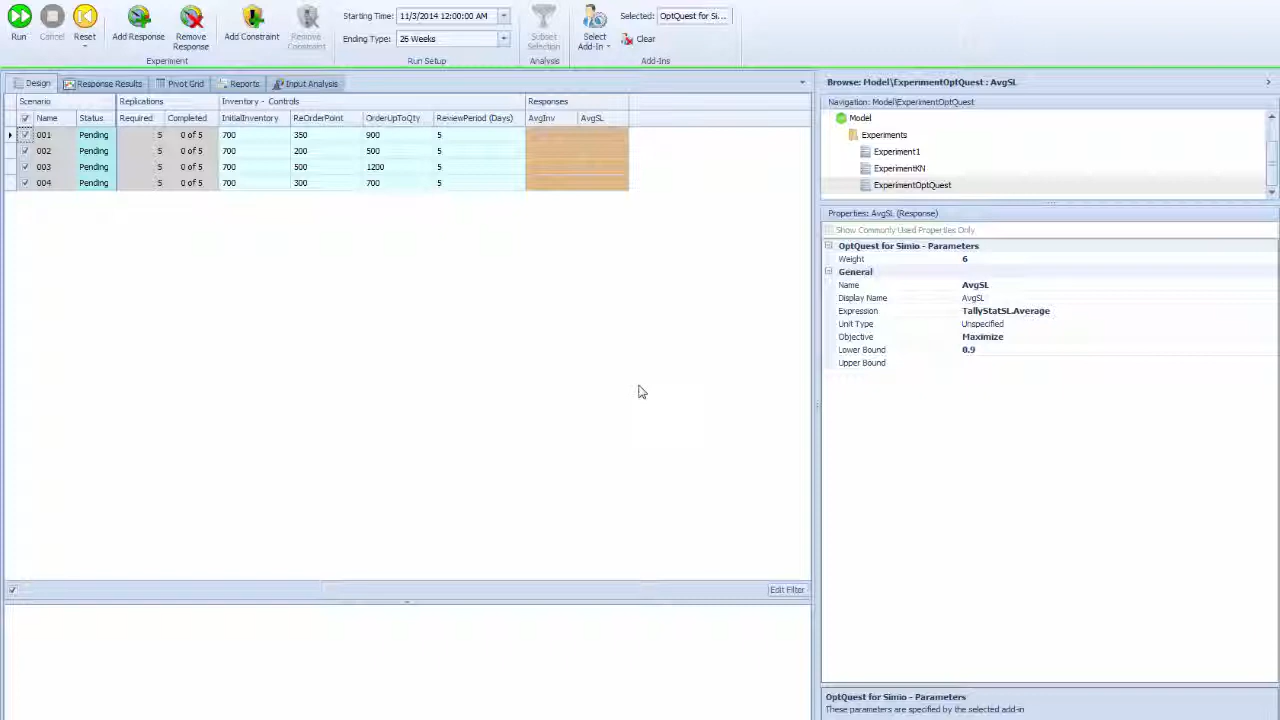 Run
Cancel
Reset
Add Response
Remove Response
Add Constraint
Remove Constraint
Experiment
Starting Time: 11/3/2014 12:00:00 AM
Ending Type: 26 Weeks
Run Setup
Subset Selection
Analysis
Select Add-In
Selected: OptQuest for Si...
Clear
Add-Ins
Design Response Results Pivot Grid Reports Input Analysis
Scenario Replications Inventory - Controls Responses
Name Status Required Completed InitialInventory ReOrderPoint OrderUpToQty ReviewPeriod (Days) AvgInv AvgSL
001 Pending 5 0 of 5 700 350 900 5
002 Pending 5 0 of 5 700 200 500 5
003 Pending 5 0 of 5 700 500 1200 5
004 Pending 5 0 of 5 700 300 700 5
Edit Filter
Browse: Model\ExperimentOptQuest : AvgSL
Navigation: Model\ExperimentOptQuest
Model
Experiments
Experiment1
ExperimentKN
ExperimentOptQuest
Properties: AvgSL (Response)
Show Commonly Used Properties Only
OptQuest for Simio - Parameters
Weight 6
General
Name AvgSL
Display Name AvgSL
Expression TallyStatSL.Average
Unit Type Unspecified
Objective Maximize
Lower Bound 0.9
Upper Bound
OptQuest for Simio - Parameters
These parameters are specified by the selected add-in